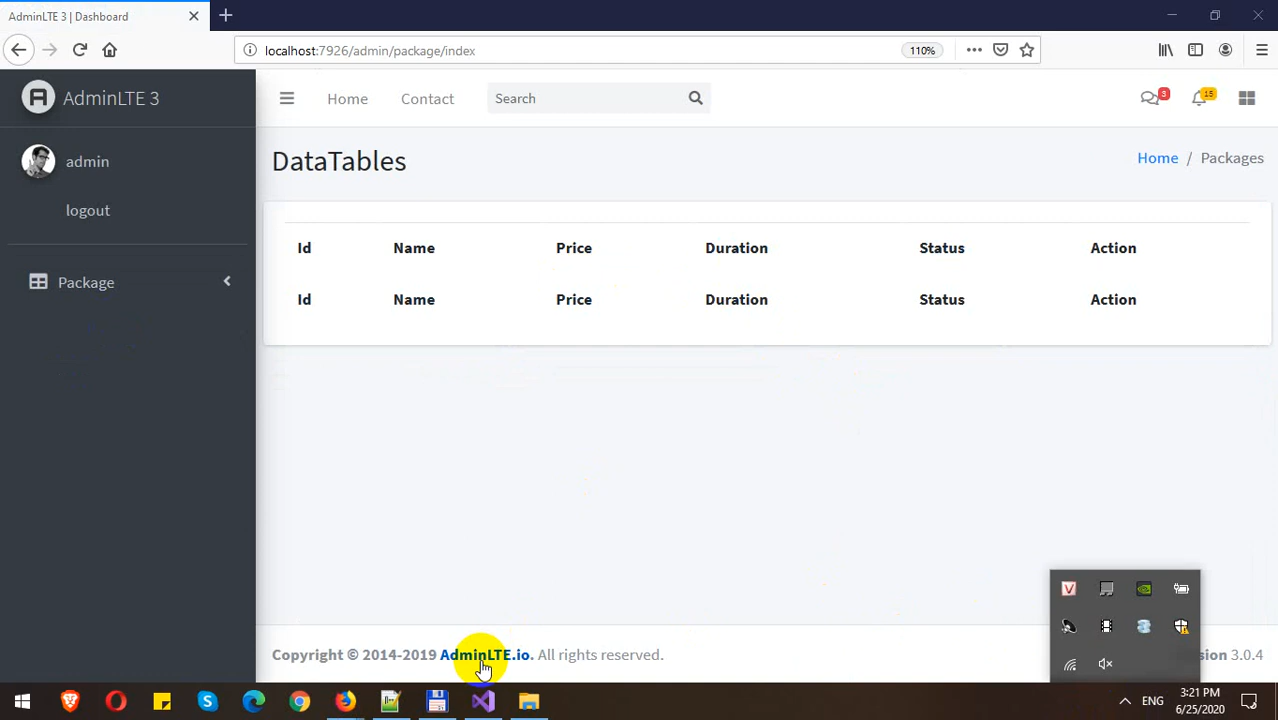 AdminLTE 3 | Dashboard
localhost:7926/admin/package/index
110%
AdminLTE 3
Home
Contact
Search
3
15
admin
logout
Package
DataTables
Home / Packages
Id Name Price Duration Status Action
Id Name Price Duration Status Action
Copyright © 2014-2019 AdminLTE.io. All rights reserved.
sion 3.0.4
ENG
3:21 PM
6/25/2020